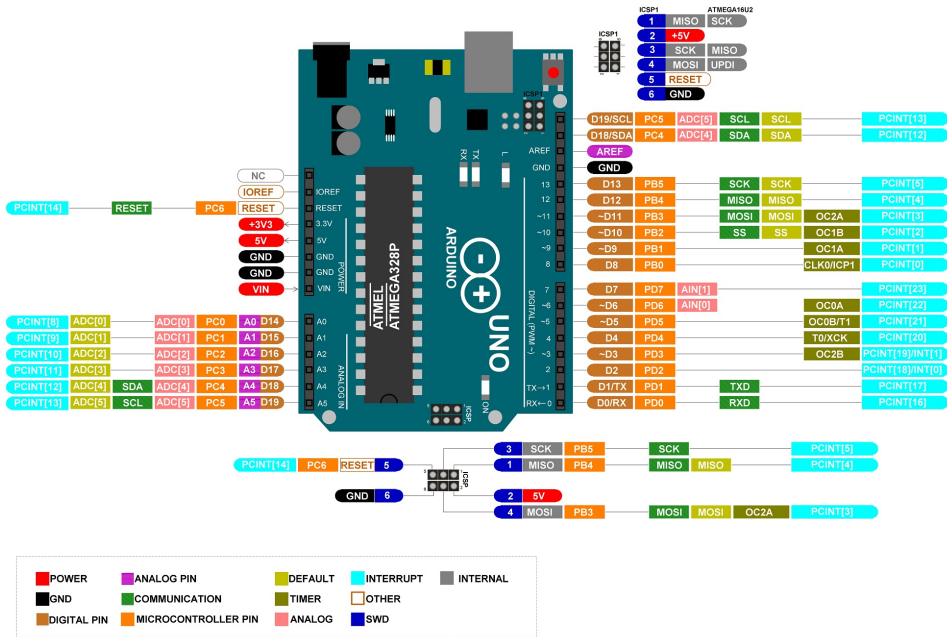 ICSP1 ATMEGA16U2
1 MISO SCK
2 +5V
3 SCK MISO
4 MOSI UPDI
5 RESET
6 GND
ICSP1
ICSP1
D19/SCL PC5 ADC[5] SCL SCL PCINT[13]
D18/SDA PC4 ADC[4] SDA SDA PCINT[12]
AREF AREF
GND GND
13 D13 PB5 SCK SCK PCINT[5]
12 D12 PB4 MISO MISO PCINT[4]
~11 ~D11 PB3 MOSI MOSI OC2A PCINT[3]
~10 ~D10 PB2 SS SS OC1B PCINT[2]
~9 ~D9 PB1 OC1A PCINT[1]
8 D8 PB0 CLK0/ICP1 PCINT[0]
7 D7 PD7 AIN[1] PCINT[23]
~6 ~D6 PD6 AIN[0] OC0A PCINT[22]
~5 ~D5 PD5 OC0B/T1 PCINT[21]
4 D4 PD4 T0/XCK PCINT[20]
~3 ~D3 PD3 OC2B PCINT[19]/INT[1]
2 D2 PD2 PCINT[18]/INT[0]
TX→1 D1/TX PD1 TXD PCINT[17]
RX←0 D0/RX PD0 RXD PCINT[16]
RX TX L
NC
IOREF IOREF
PCINT[14] RESET PC6 RESET RESET
+3V3 3.3V
5V 5V
GND GND
GND GND
VIN VIN
POWER
ATMEL
ATMEGA328P
ARDUINO
UNO
DIGITAL (PWM ~)
ON
ANALOG IN
PCINT[8] ADC[0] ADC[0] PC0 A0 D14 A0
PCINT[9] ADC[1] ADC[1] PC1 A1 D15 A1
PCINT[10] ADC[2] ADC[2] PC2 A2 D16 A2
PCINT[11] ADC[3] ADC[3] PC3 A3 D17 A3
PCINT[12] ADC[4] SDA ADC[4] PC4 A4 D18 A4
PCINT[13] ADC[5] SCL ADC[5] PC5 A5 D19 A5
ICSP
3 SCK PB5 SCK PCINT[5]
PCINT[14] PC6 RESET 5
1 MISO PB4 MISO MISO PCINT[4]
ICSP
GND 6
2 5V
4 MOSI PB3 MOSI MOSI OC2A PCINT[3]
POWER ANALOG PIN DEFAULT INTERRUPT INTERNAL
GND COMMUNICATION TIMER OTHER
DIGITAL PIN MICROCONTROLLER PIN ANALOG SWD